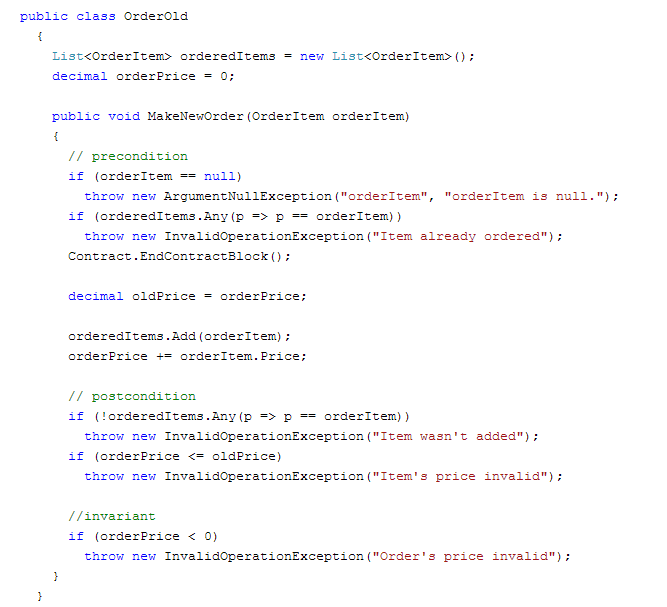 public class OrderOld
{
List<OrderItem> orderedItems = new List<OrderItem>();
decimal orderPrice = 0;
public void MakeNewOrder(OrderItem orderItem)
{
// precondition
if (orderItem == null)
throw new ArgumentNullException("orderItem", "orderItem is null.");
if (orderedItems.Any(p => p == orderItem))
throw new InvalidOperationException("Item already ordered");
Contract.EndContractBlock();
decimal oldPrice = orderPrice;
orderedItems.Add(orderItem);
orderPrice += orderItem.Price;
// postcondition
if (!orderedItems.Any(p => p == orderItem))
throw new InvalidOperationException("Item wasn't added");
if (orderPrice <= oldPrice)
throw new InvalidOperationException("Item's price invalid");
//invariant
if (orderPrice < 0)
throw new InvalidOperationException("Order's price invalid");
}
}